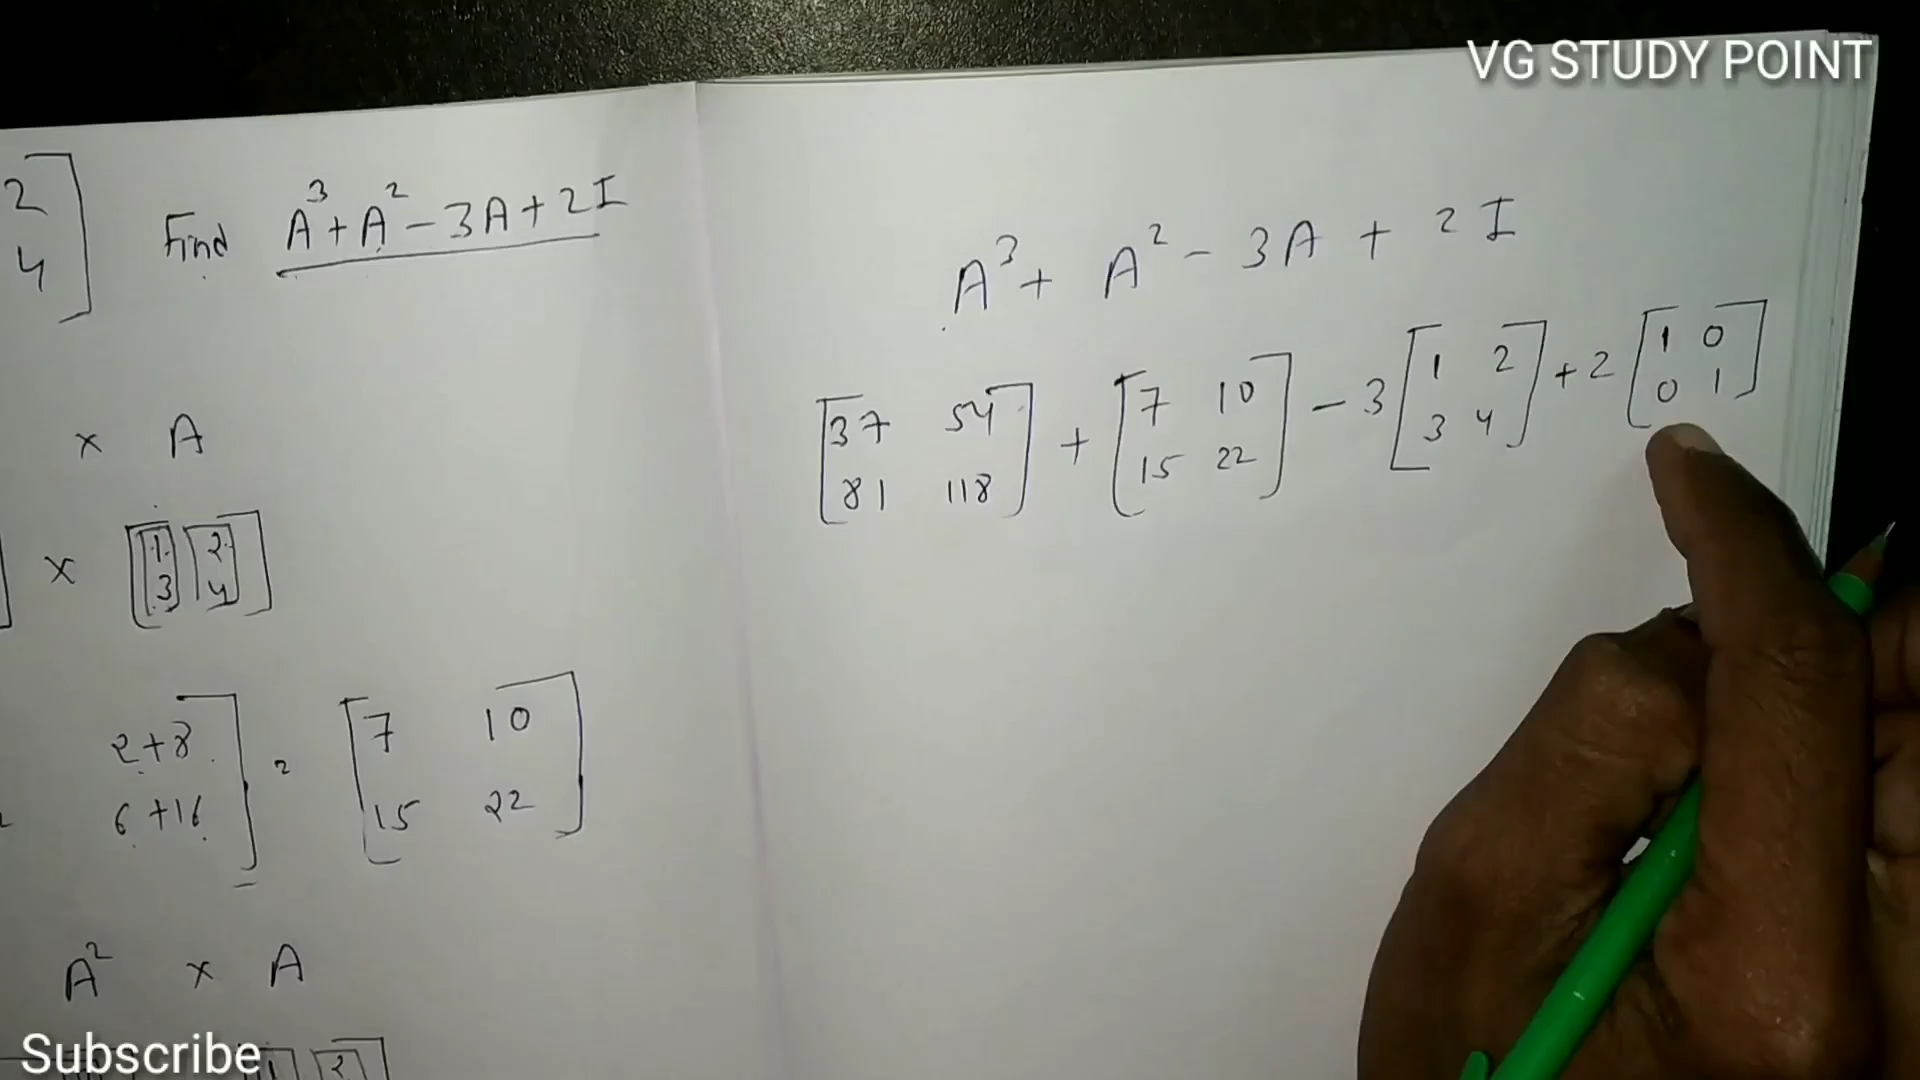 VG STUDY POINT
2
4
Find A³ + A² - 3A + 2I
× A
× [1 2
3 4]
2+8
6+16
=
[7 10
15 22]
A² × A
1 2
A³ + A² - 3A + 2I
[37 54
81 118] + [7 10
15 22] - 3 [1 2
3 4] + 2 [1 0
0 1]
Subscribe